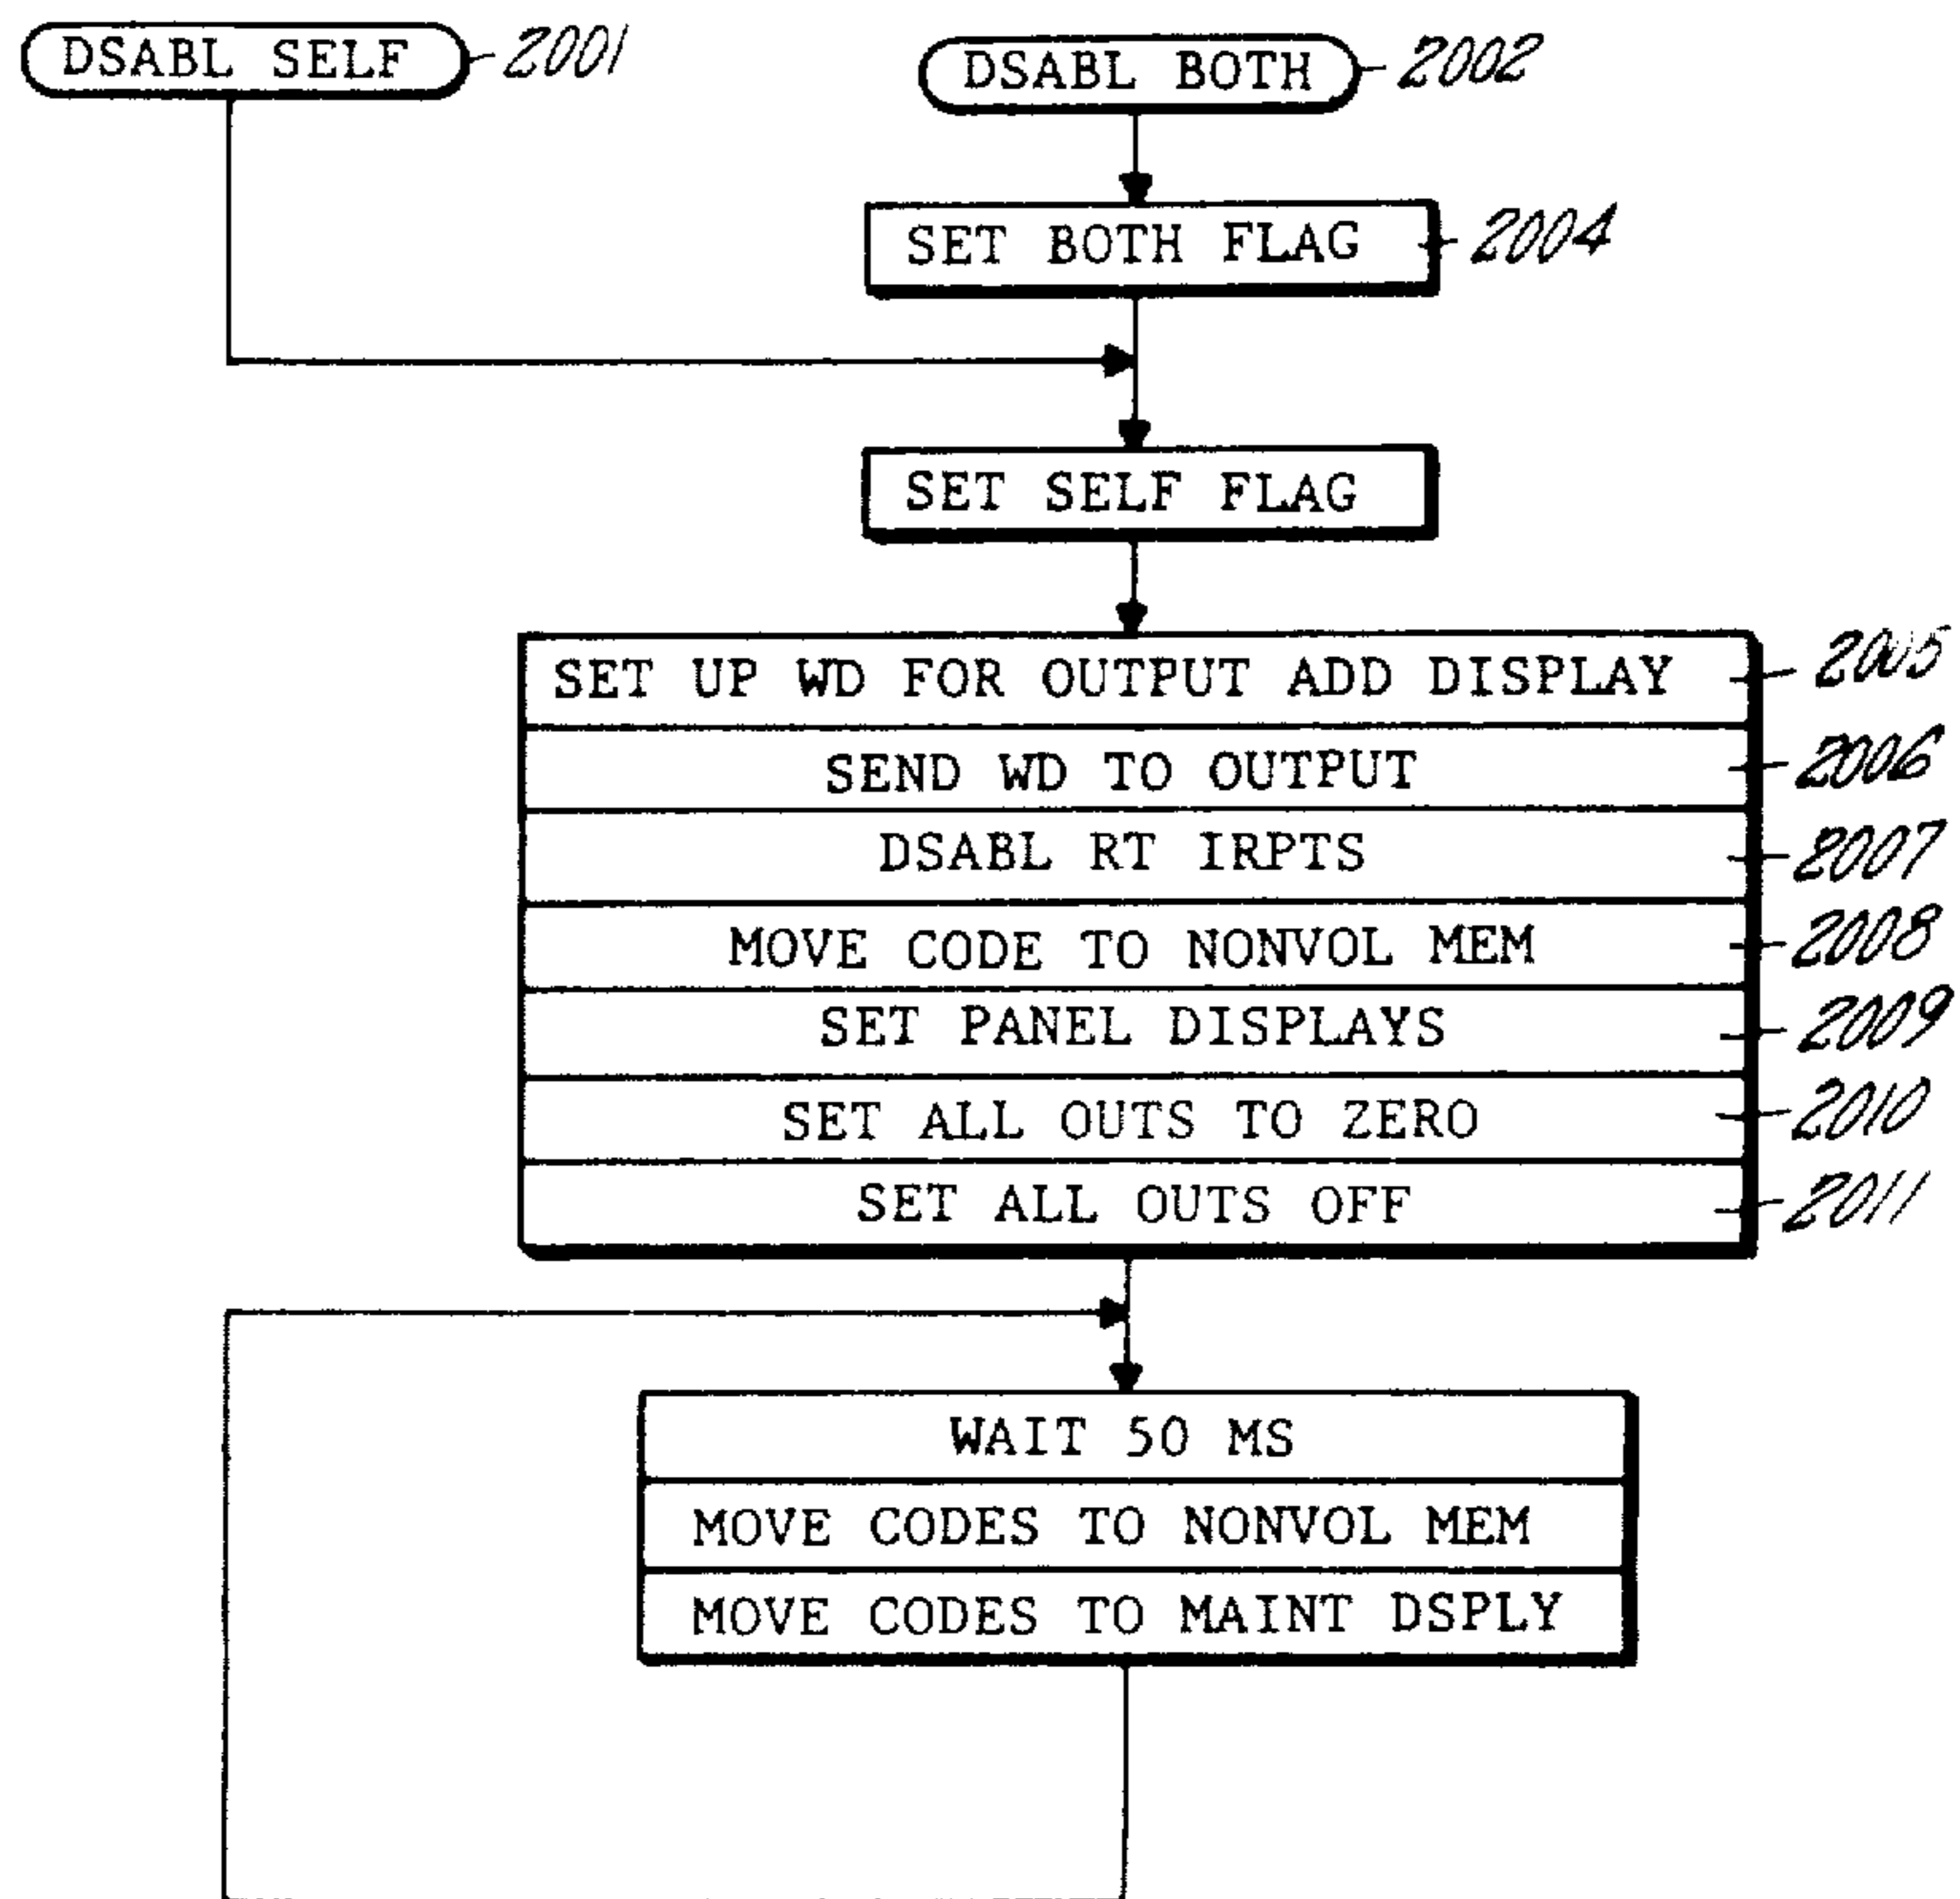 DSABL SELF 2001
DSABL BOTH 2002
SET BOTH FLAG 2004
SET SELF FLAG
SET UP WD FOR OUTPUT ADD DISPLAY 2005
SEND WD TO OUTPUT 2006
DSABL RT IRPTS 2007
MOVE CODE TO NONVOL MEM 2008
SET PANEL DISPLAYS 2009
SET ALL OUTS TO ZERO 2010
SET ALL OUTS OFF 2011
WAIT 50 MS
MOVE CODES TO NONVOL MEM
MOVE CODES TO MAINT DSPLY